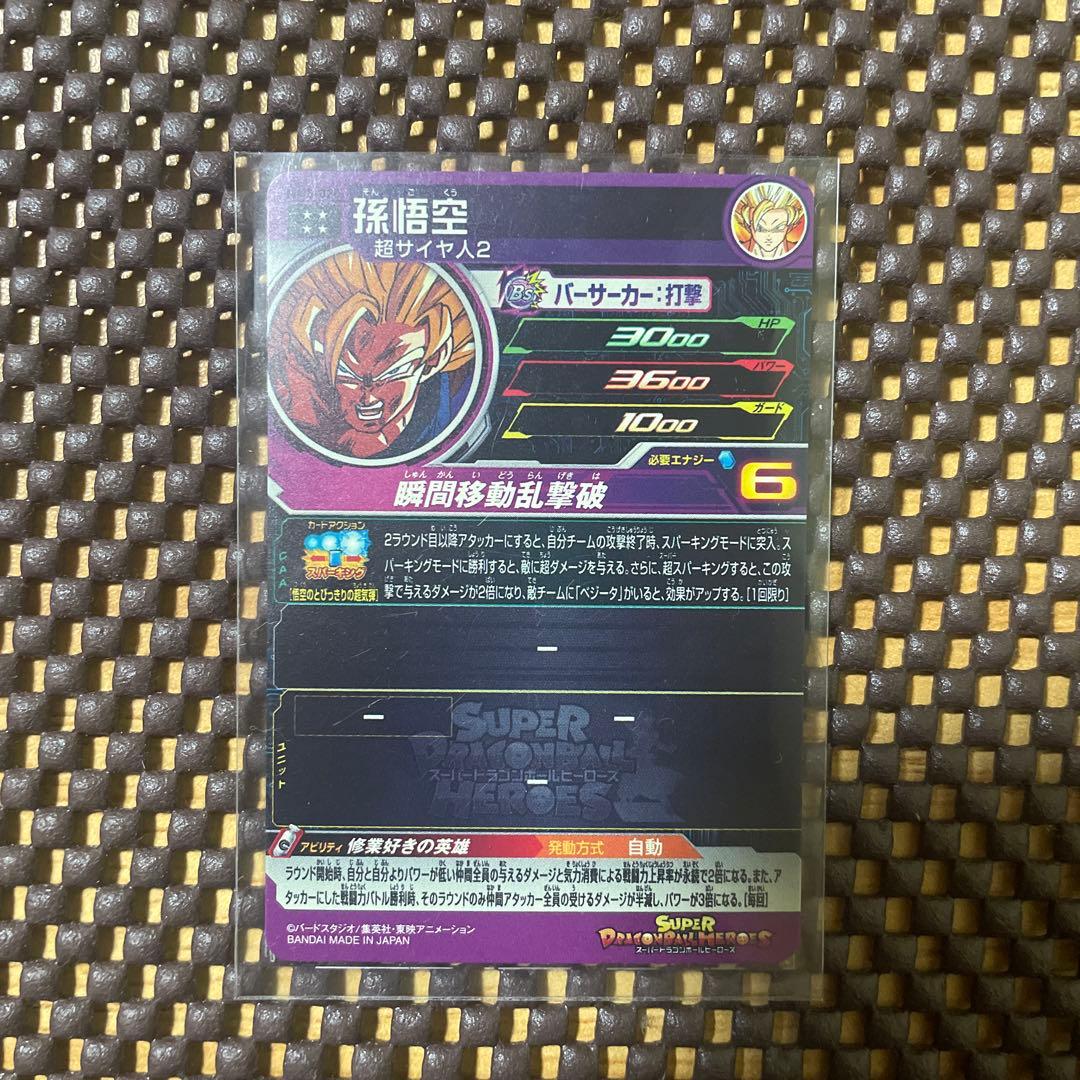 孫悟空
そん ご くう
超サイヤ人2
Bs バーサーカー:打撃
HP
3000
パワー
3600
ガード
1000
必要エナジー 6
しゅん かん い どう らん げき は
瞬間移動乱撃破
カードアクション
スパーキング
[悟空のとびっきりの超気弾]
CAA
2ラウンド目以降アタッカーにすると、自分チームの攻撃終了時、スパーキングモードに突入。ス
パーキングモードに勝利すると、敵に超ダメージを与える。さらに、超スパーキングすると、この攻
撃で与えるダメージが2倍になり、敵チームに「ベジータ」がいると、効果がアップする。[1回限り]
ー
ー ー
ユニット
SUPER
DRAGONBALL
スーパードラゴンボールヒーローズ
HEROES
ー
アビリティ 修業好きの英雄 発動方式 自動
ラウンド開始時、自分と自分よりパワーが低い仲間全員の与えるダメージと気力消費による戦闘力上昇率が永続で2倍になる。また、ア
タッカーにした戦闘力バトル勝利時、そのラウンドのみ仲間アタッカー全員の受けるダメージが半減し、パワーが3倍になる。[毎回]
©バードスタジオ/集英社・東映アニメーション
BANDAI MADE IN JAPAN
SUPER
DRAGONBALL HEROES
スーパードラゴンボールヒーローズ